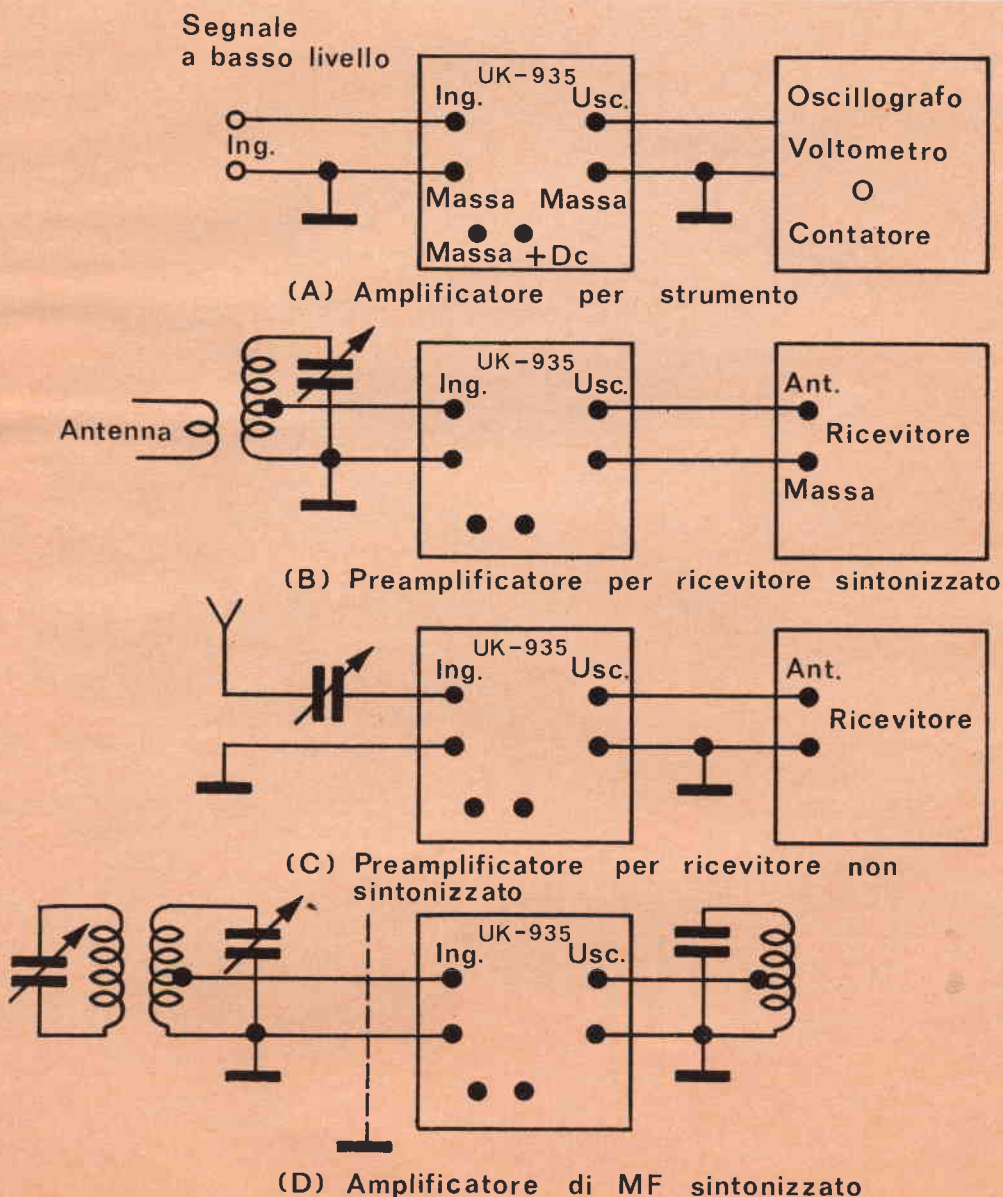 Segnale
a basso livello
UK-935
Ing. Usc.
Ing.
Massa Massa
Massa +Dc
Oscillografo
Voltometro
O
Contatore
(A) Amplificatore per strumento
UK-935
Ing. Usc.
Antenna
Ant.
Ricevitore
Massa
(B) Preamplificatore per ricevitore sintonizzato
UK-935
Ing. Usc.
Ant.
Ricevitore
(C) Preamplificatore per ricevitore non
sintonizzato
UK-935
Ing. Usc.
(D) Amplificatore di MF sintonizzato